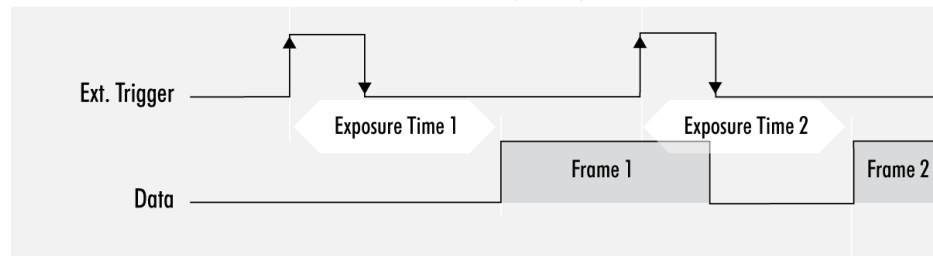 Ext. Trigger
Exposure Time 1
Exposure Time 2
Frame 1
Frame 2
Data